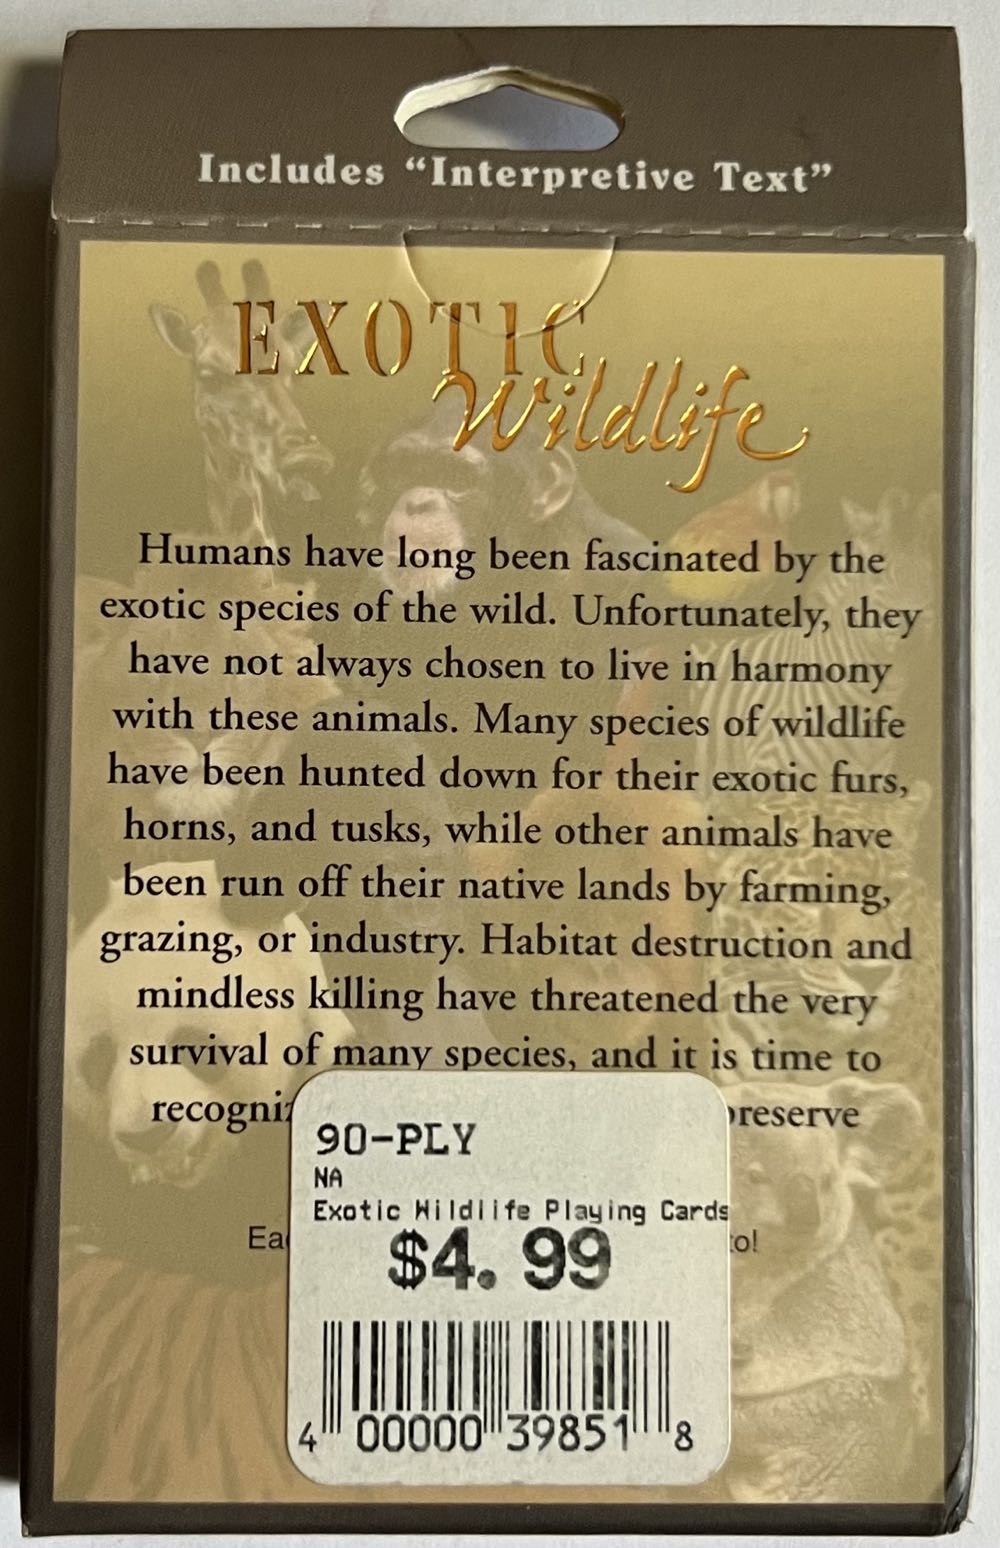 Includes “Interpretive Text”
EXOTIC
Wildlife
Humans have long been fascinated by the
exotic species of the wild. Unfortunately, they
have not always chosen to live in harmony
with these animals. Many species of wildlife
have been hunted down for their exotic furs,
horns, and tusks, while other animals have
been run off their native lands by farming,
grazing, or industry. Habitat destruction and
mindless killing have threatened the very
survival of many species, and it is time to
90-PLY
NA
Exotic Wildlife Playing Cards
$4.99
4 00000 39851 8